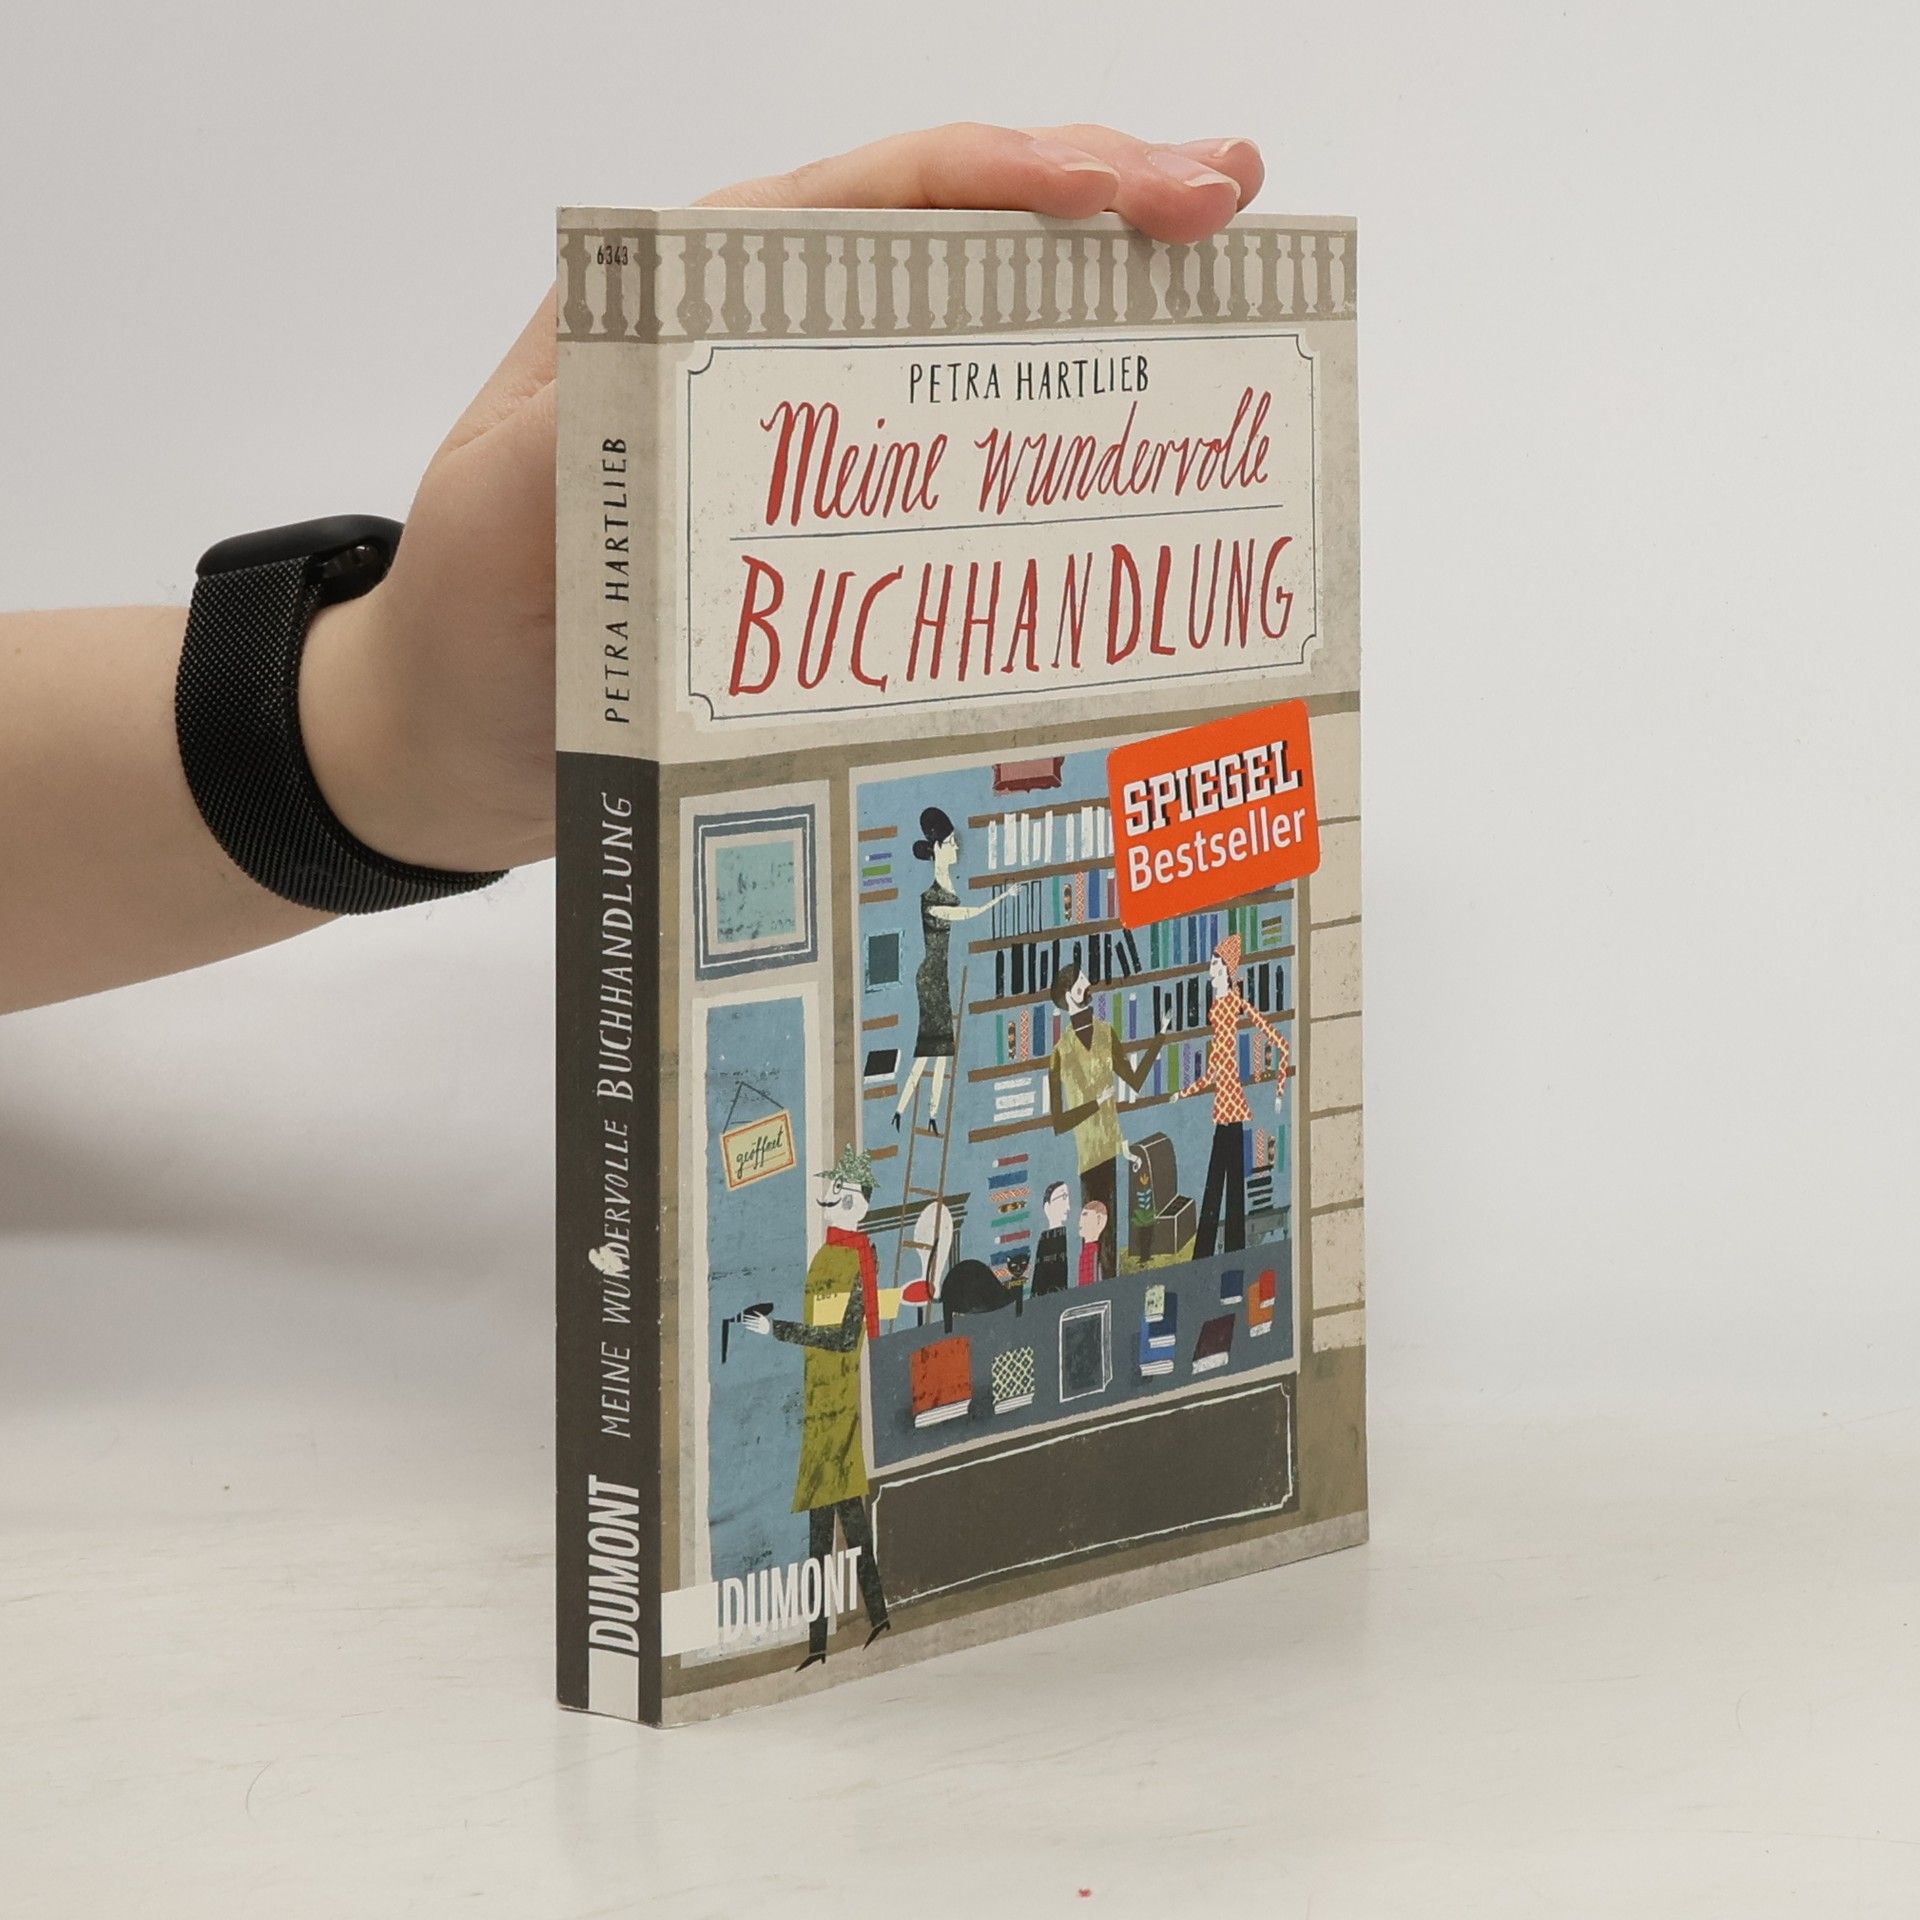 6343
PETRA HARTLIEB
MEINE WUNDERVOLLE BUCHHANDLUNG
DUMONT
PETRA HARTLIEB
Meine wundervolle
BUCHHANDLUNG
SPIEGEL
Bestseller
geöffnet
DUMONT